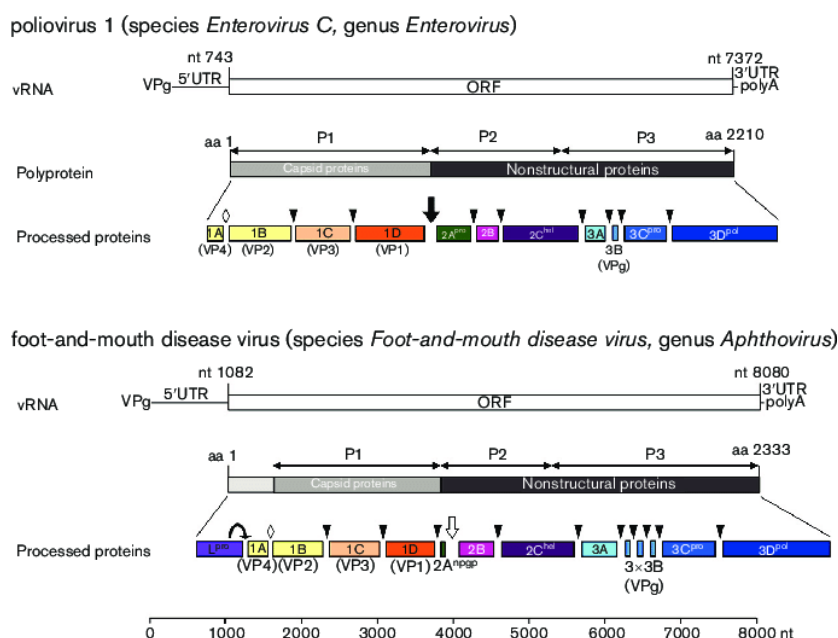 poliovirus 1 (species Enterovirus C, genus Enterovirus)
nt 743 nt 7372
VPg 5′UTR 3′UTR
vRNA ORF polyA
aa 1 P1 P2 P3 aa 2210
Polyprotein Capsid proteins Nonstructural proteins
Processed proteins 1A 1B 1C 1D 2Apro 2B 2Chel 3A 3Cpro 3Dpol
(VP4) (VP2) (VP3) (VP1) 3B
(VPg)
foot-and-mouth disease virus (species Foot-and-mouth disease virus, genus Aphthovirus)
nt 1082 nt 8080
5′UTR 3′UTR
vRNA VPg ORF polyA
aa 1 P1 P2 P3 aa 2333
Capsid proteins Nonstructural proteins
Processed proteins Lpro 1A 1B 1C 1D 2B 2Chel 3A 3Cpro 3Dpol
(VP4) (VP2) (VP3) (VP1) 2Anpgp 3×3B
(VPg)
0 1000 2000 3000 4000 5000 6000 7000 8000 nt